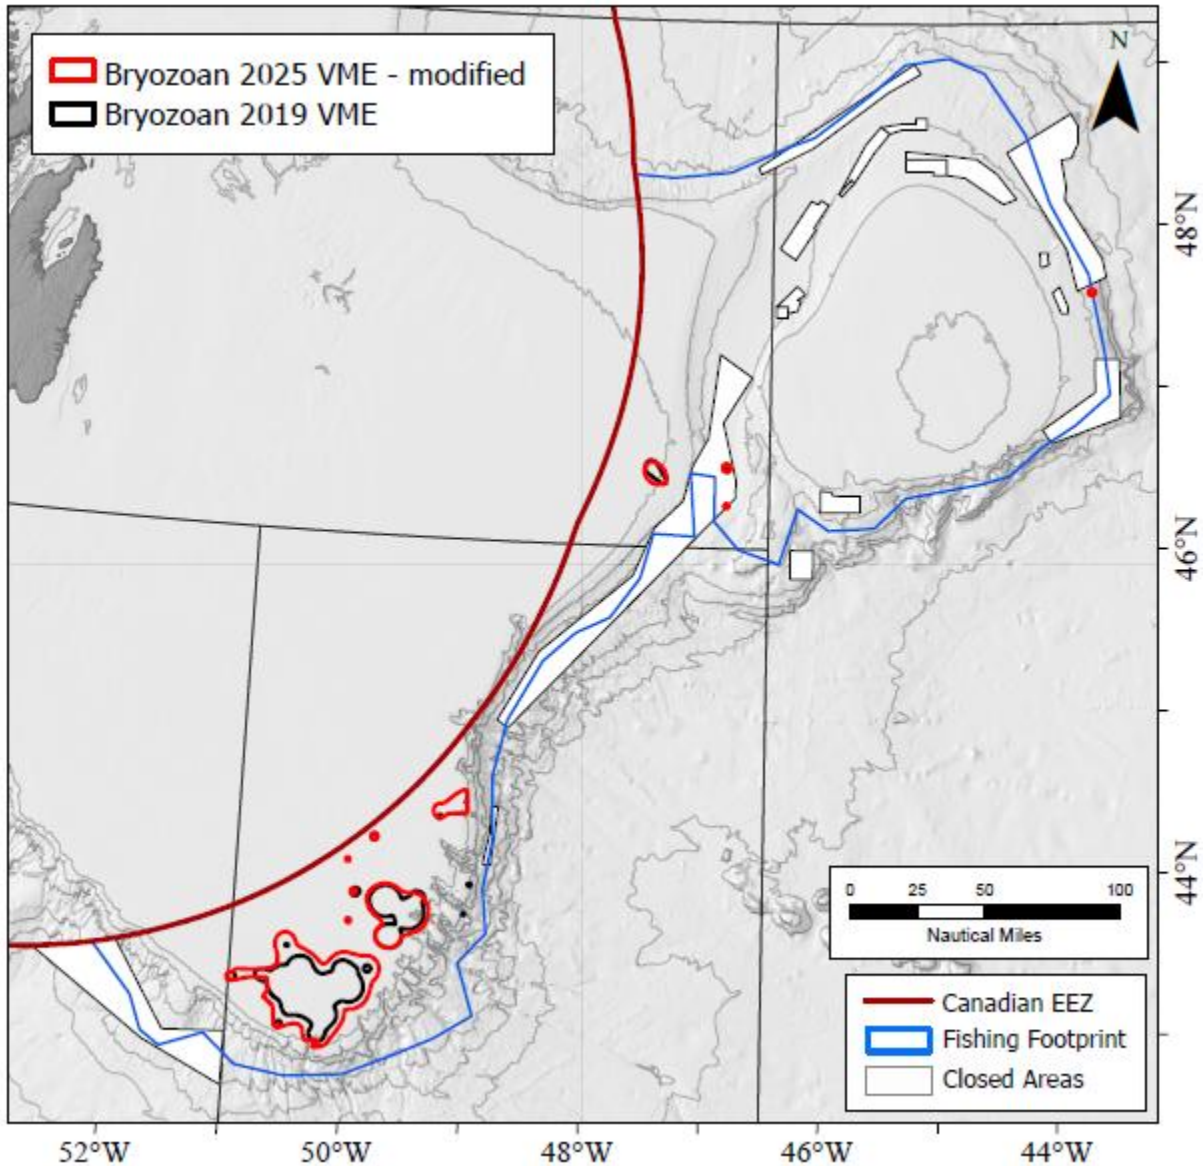 Bryozoan 2025 VME - modified
Bryozoan 2019 VME
N
48°N
46°N
44°N
0 25 50 100
Nautical Miles
Canadian EEZ
Fishing Footprint
Closed Areas
52°W 50°W 48°W 46°W 44°W